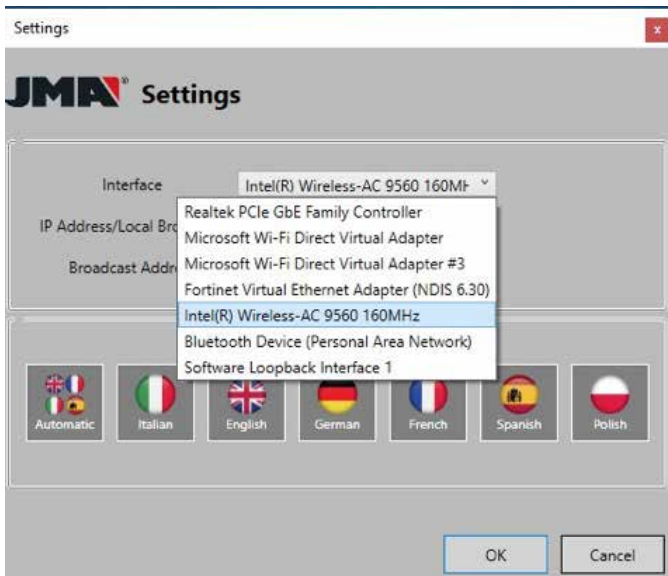 Settings
x
JMA® Settings
Interface
Intel(R) Wireless-AC 9560 160MH
Realtek PCIe GbE Family Controller
IP Address/Local Bro
Microsoft Wi-Fi Direct Virtual Adapter
Broadcast Addre
Microsoft Wi-Fi Direct Virtual Adapter #3
Fortinet Virtual Ethernet Adapter (NDIS 6.30)
Intel(R) Wireless-AC 9560 160MHz
Bluetooth Device (Personal Area Network)
Software Loopback Interface 1
Automatic
Italian
English
German
French
Spanish
Polish
OK
Cancel